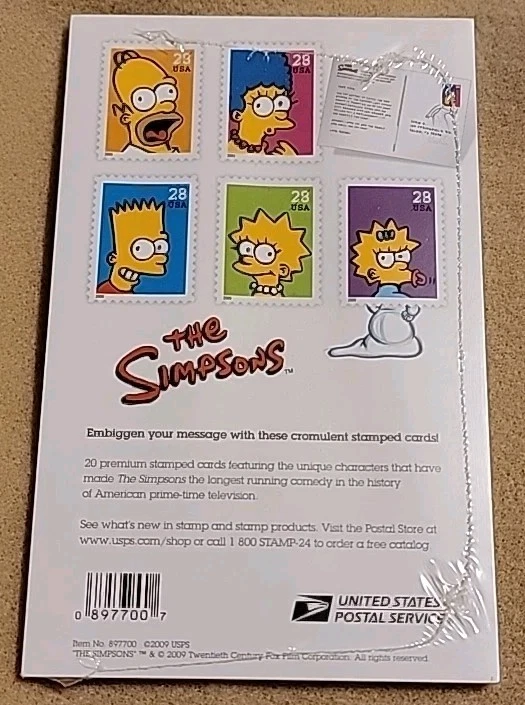 28
USA
28
USA
28
USA
28
USA
28
USA
THE
SIMPSONS™
Embiggen your message with these cromulent stamped cards!
20 premium stamped cards featuring the unique characters that have
made The Simpsons the longest running comedy in the history
of American prime-time television.
See what's new in stamp and stamp products. Visit the Postal Store at
www.usps.com/shop or call 1 800 STAMP-24 to order a free catalog
0 897700 7
UNITED STATES
POSTAL SERVICE
Item No. 897700 ©2009 USPS
"THE SIMPSONS" ™ & © 2009 Twentieth Century Fox Film Corporation. All rights reserved.